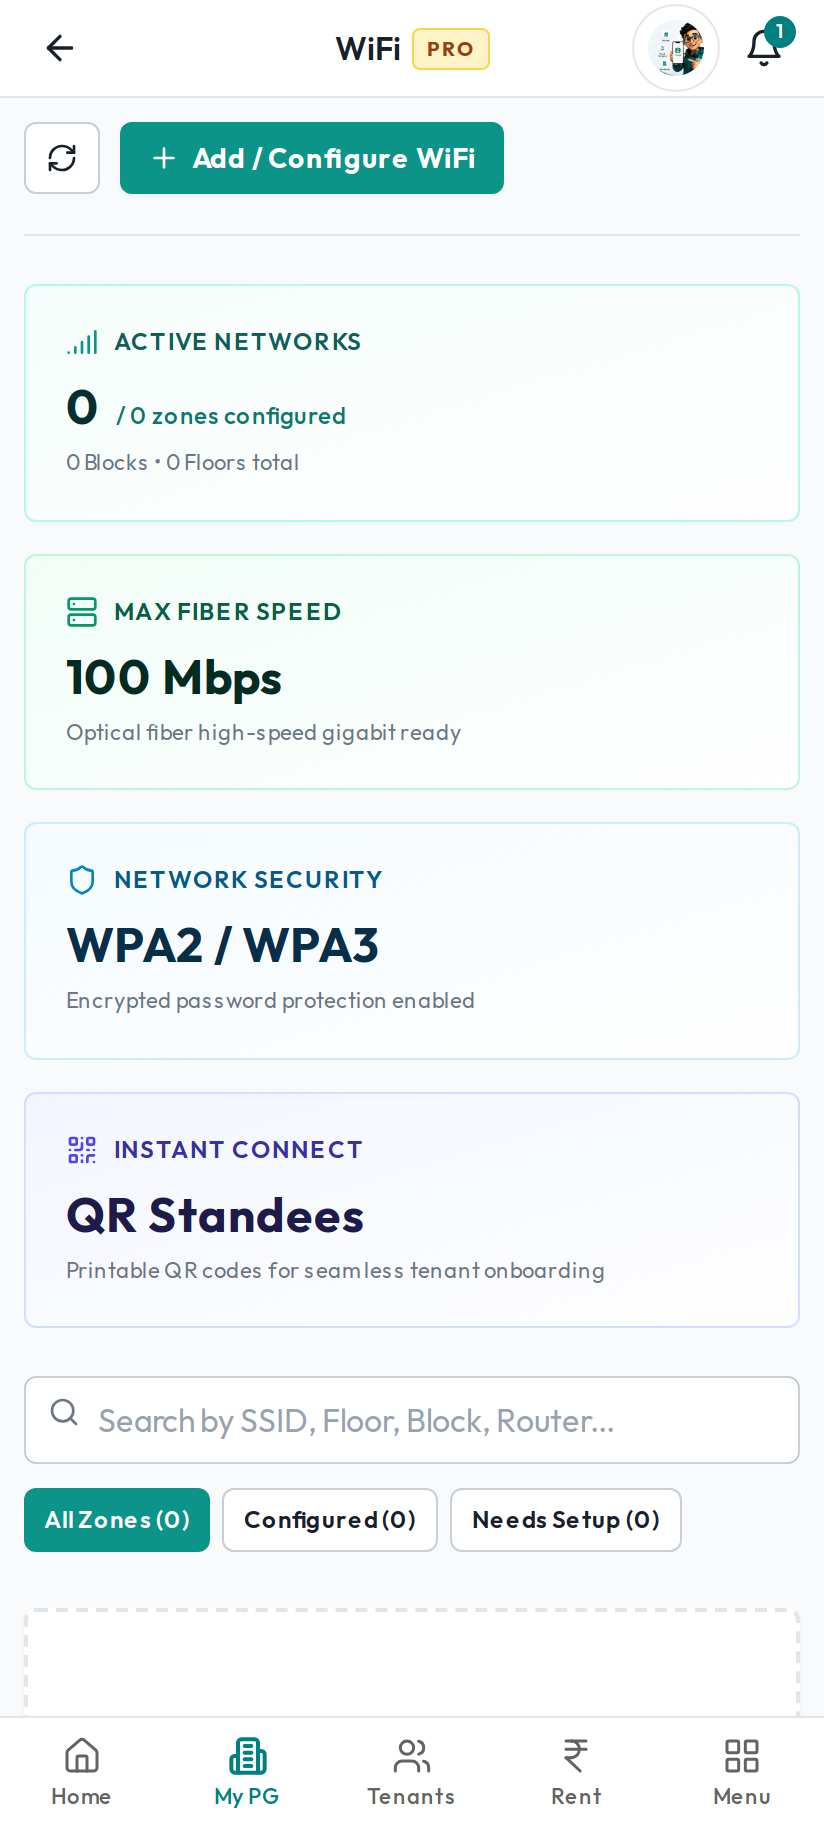 WiFi PRO
1
Add / Configure WiFi
ACTIVE NETWORKS
0 / 0 zones configured
0 Blocks • 0 Floors total
MAX FIBER SPEED
100 Mbps
Optical fiber high-speed gigabit ready
NETWORK SECURITY
WPA2 / WPA3
Encrypted password protection enabled
INSTANT CONNECT
QR Standees
Printable QR codes for seamless tenant onboarding
Search by SSID, Floor, Block, Router...
All Zones (0) Configured (0) Needs Setup (0)
Home My PG Tenants Rent Menu